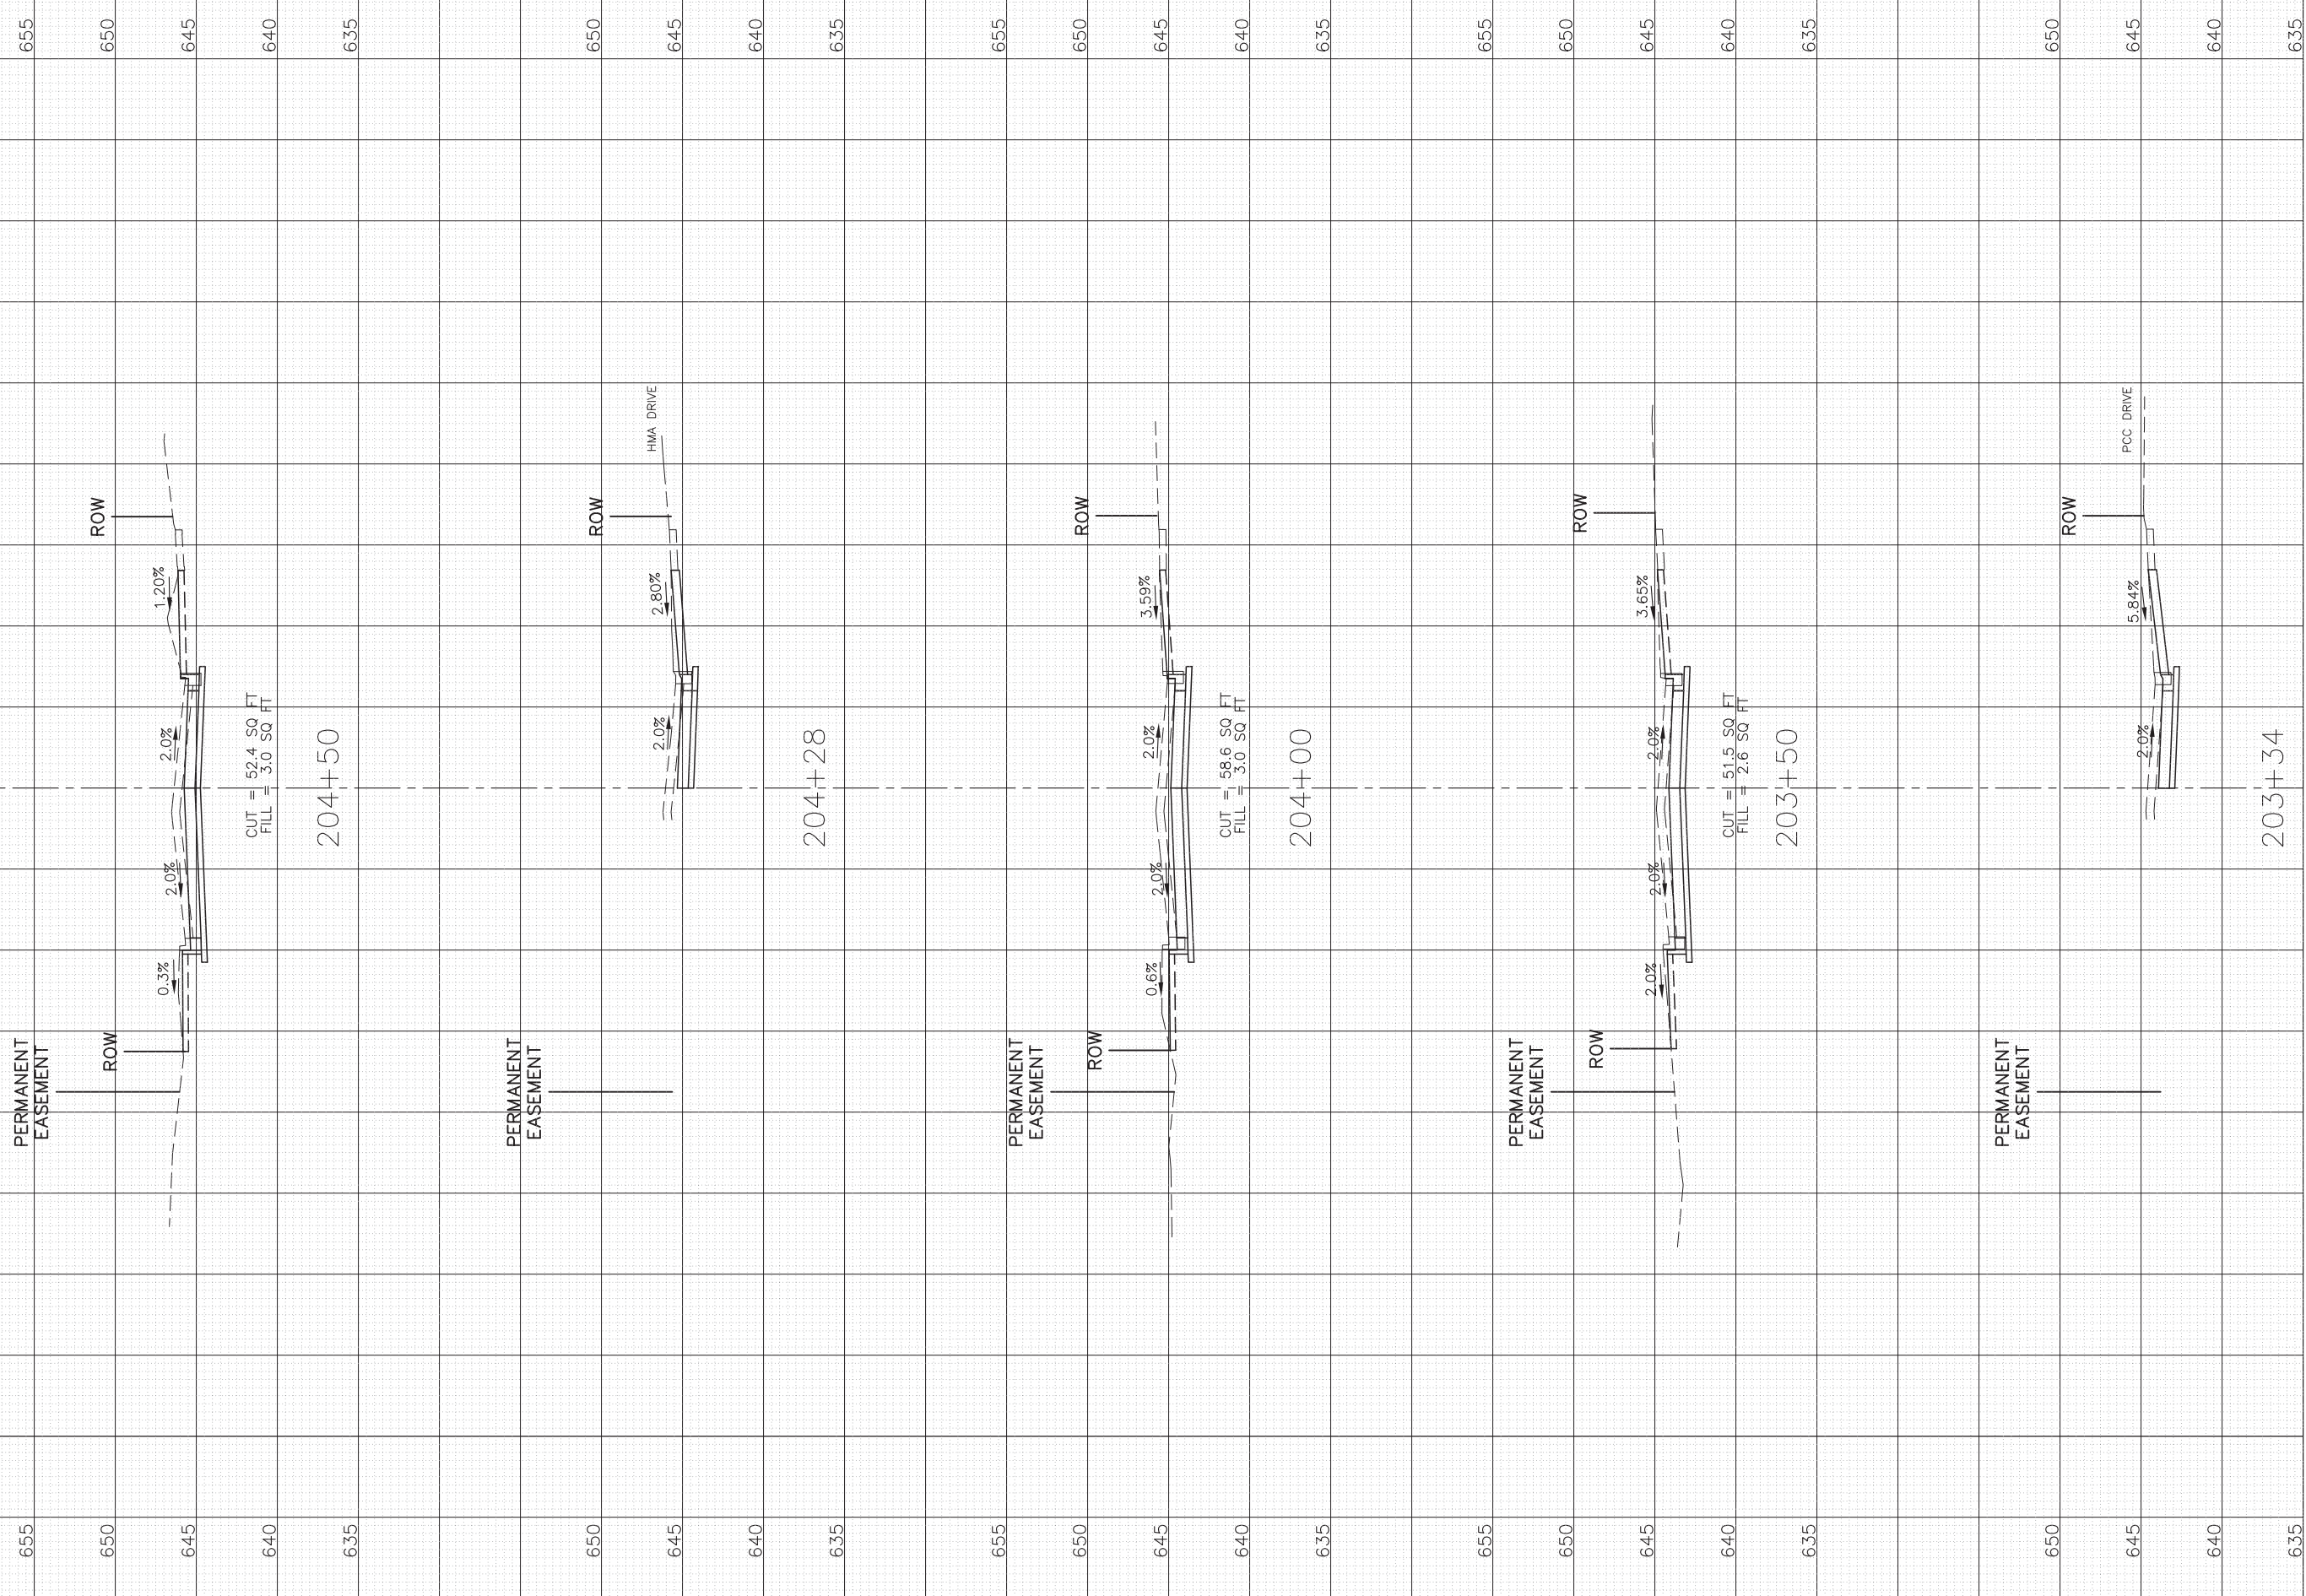 655
650
645
640
635
650
645
640
635
655
650
645
640
635
655
650
645
640
635
650
645
640
635
PERMANENT
EASEMENT
ROW
0.3%
2.0%
2.0%
1.20%
ROW
CUT = 52.4 SQ FT
FILL = 3.0 SQ FT
204+50
PERMANENT
EASEMENT
2.0%
2.80%
ROW
HMA DRIVE
204+28
PERMANENT
EASEMENT
ROW
0.6%
2.0%
2.0%
3.59%
ROW
CUT = 58.6 SQ FT
FILL = 3.0 SQ FT
204+00
PERMANENT
EASEMENT
ROW
2.0%
2.0%
2.0%
3.65%
ROW
CUT = 51.5 SQ FT
FILL = 2.6 SQ FT
203+50
PERMANENT
EASEMENT
2.0%
5.84%
ROW
PCC DRIVE
203+34
655
650
645
640
635
650
645
640
635
655
650
645
640
635
655
650
645
640
635
650
645
640
635